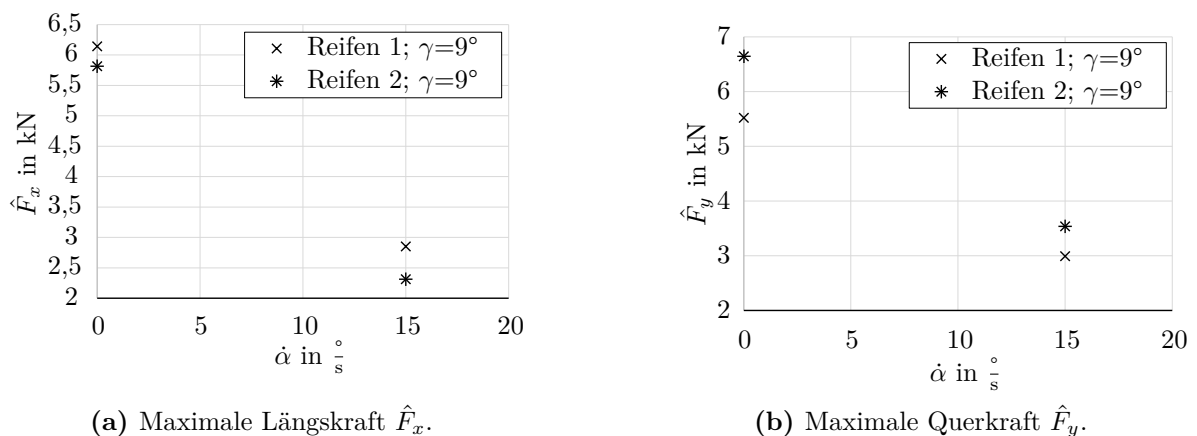 6,5
6
5,5
5
4,5
4
3,5
3
2,5
2
F̂x in kN
0 5 10 15 20
α̇ in °/s
Reifen 1; γ=9°
Reifen 2; γ=9°
(a) Maximale Längskraft F̂x.
7
6
5
4
3
2
F̂y in kN
0 5 10 15 20
α̇ in °/s
Reifen 1; γ=9°
Reifen 2; γ=9°
(b) Maximale Querkraft F̂y.